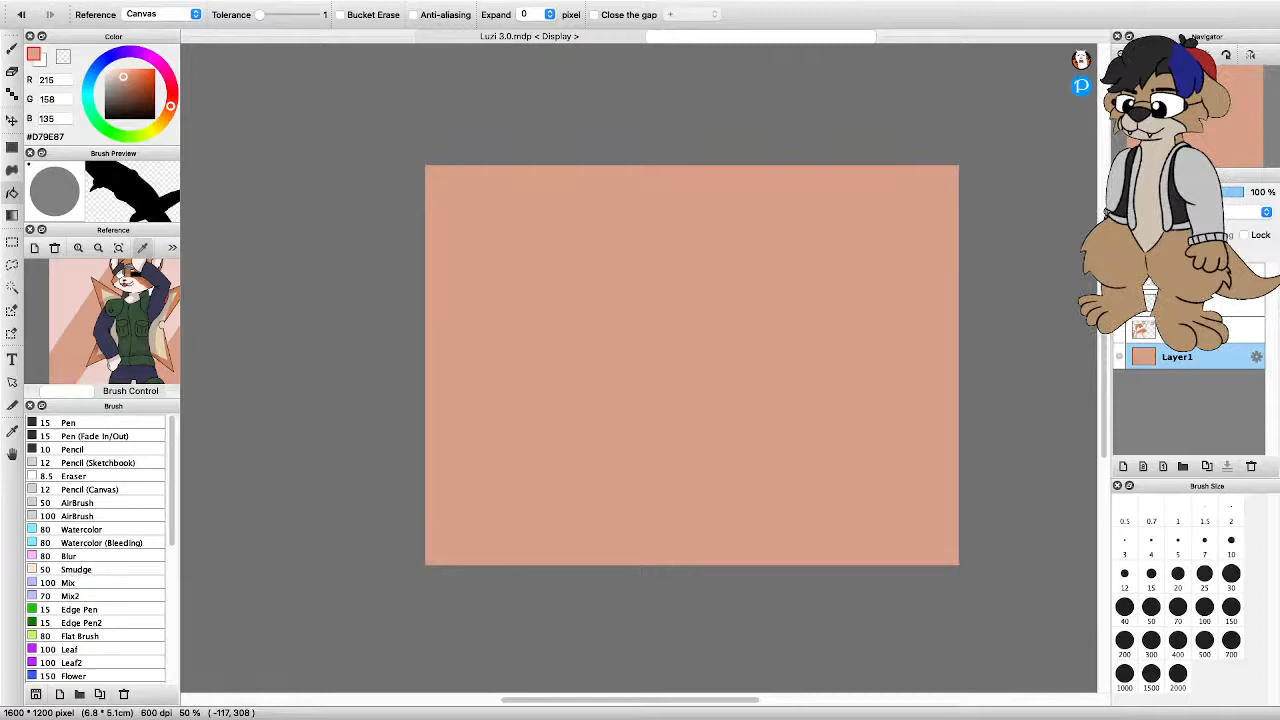 Reference Canvas Tolerance 1 Bucket Erase Anti-aliasing Expand 0 pixel Close the gap +
Color
Luzi 3.0.mdp < Display >
Navigator
R 215
G 158
B 135
#D79E87
Brush Preview
100 %
Reference
Lock
Layer1
Brush Control
Brush
15 Pen
15 Pen (Fade In/Out)
10 Pencil
12 Pencil (Sketchbook)
8.5 Eraser
12 Pencil (Canvas)
50 AirBrush
100 AirBrush
80 Watercolor
80 Watercolor (Bleeding)
80 Blur
50 Smudge
100 Mix
70 Mix2
15 Edge Pen
15 Edge Pen2
80 Flat Brush
100 Leaf
100 Leaf2
150 Flower
Brush Size
0.5 0.7 1 1.5 2
3 4 5 7 10
12 15 20 25 30
40 50 70 100 150
200 300 400 500 700
1000 1500 2000
1600 * 1200 pixel (6.8 * 5.1cm) 600 dpi 50 % ( -117, 308 )